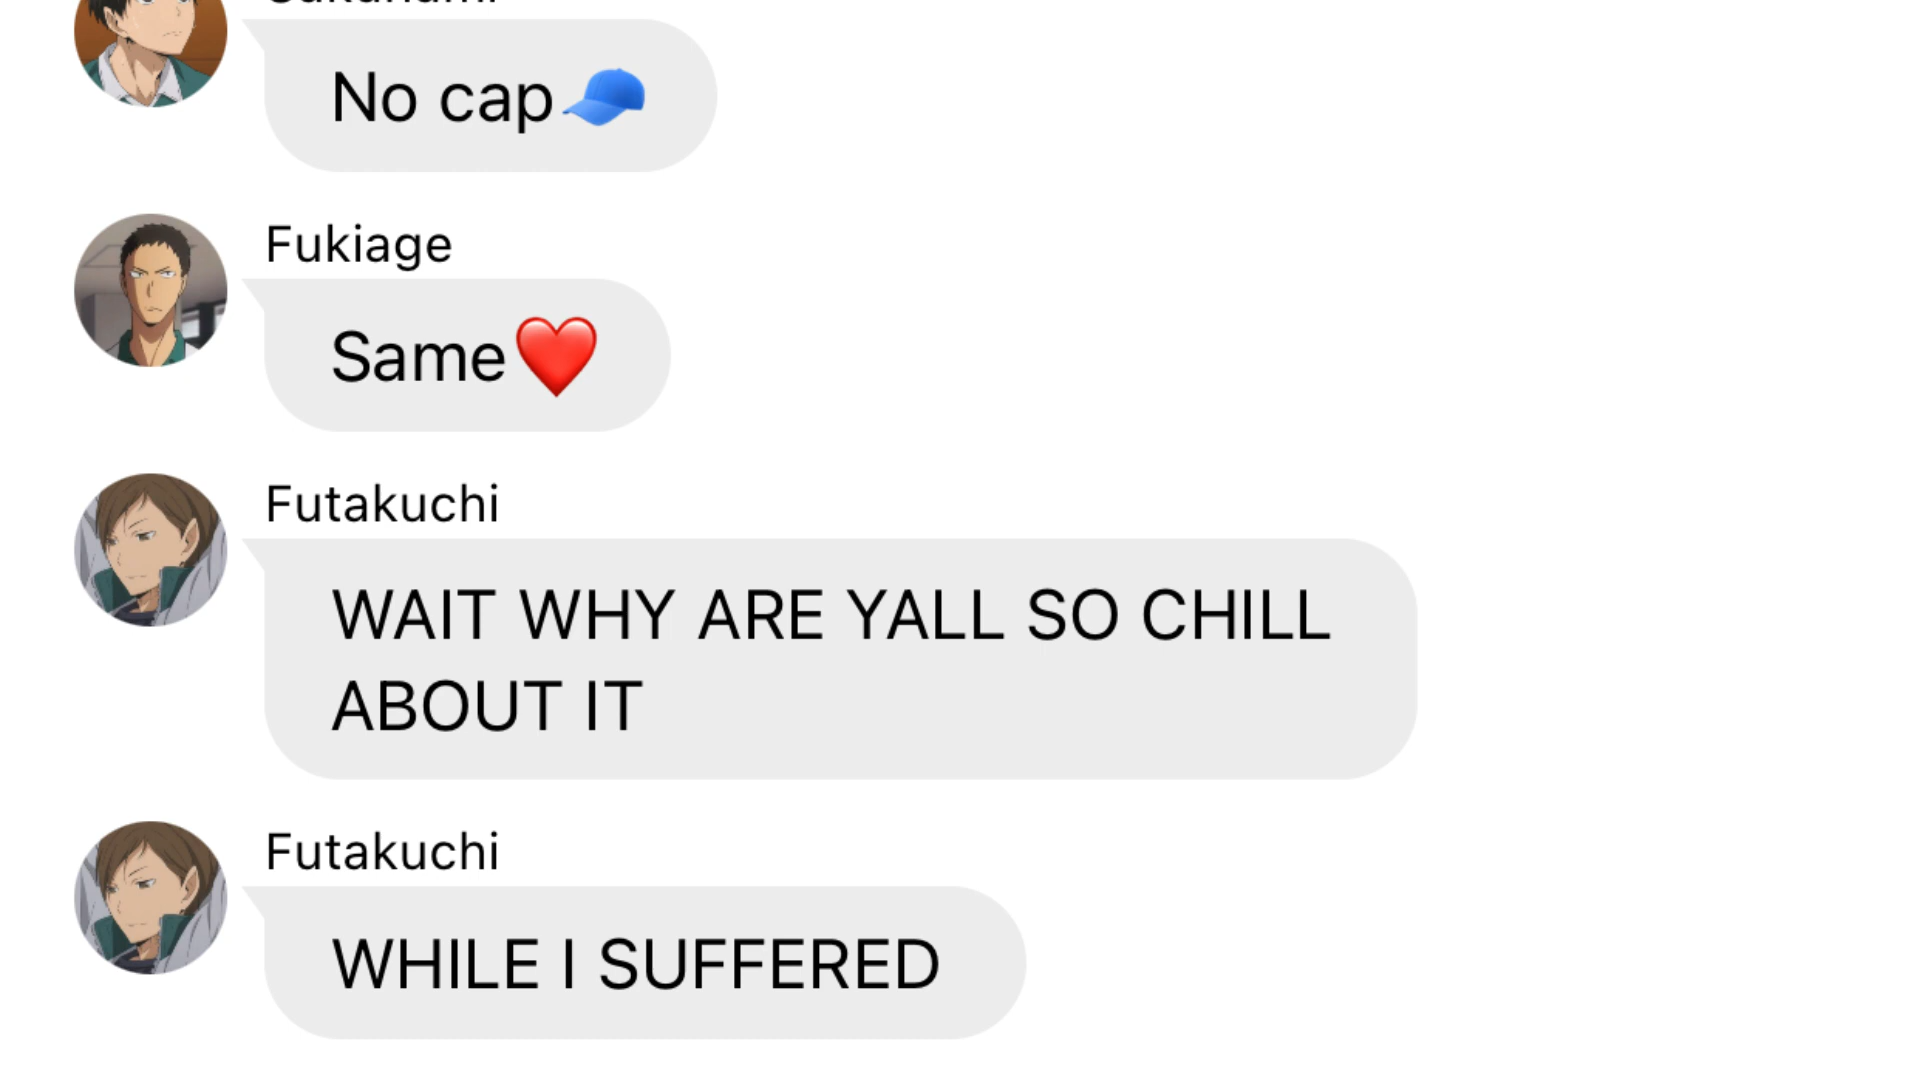 No cap🧢
Fukiage
Same❤️
Futakuchi
WAIT WHY ARE YALL SO CHILL
ABOUT IT
Futakuchi
WHILE I SUFFERED